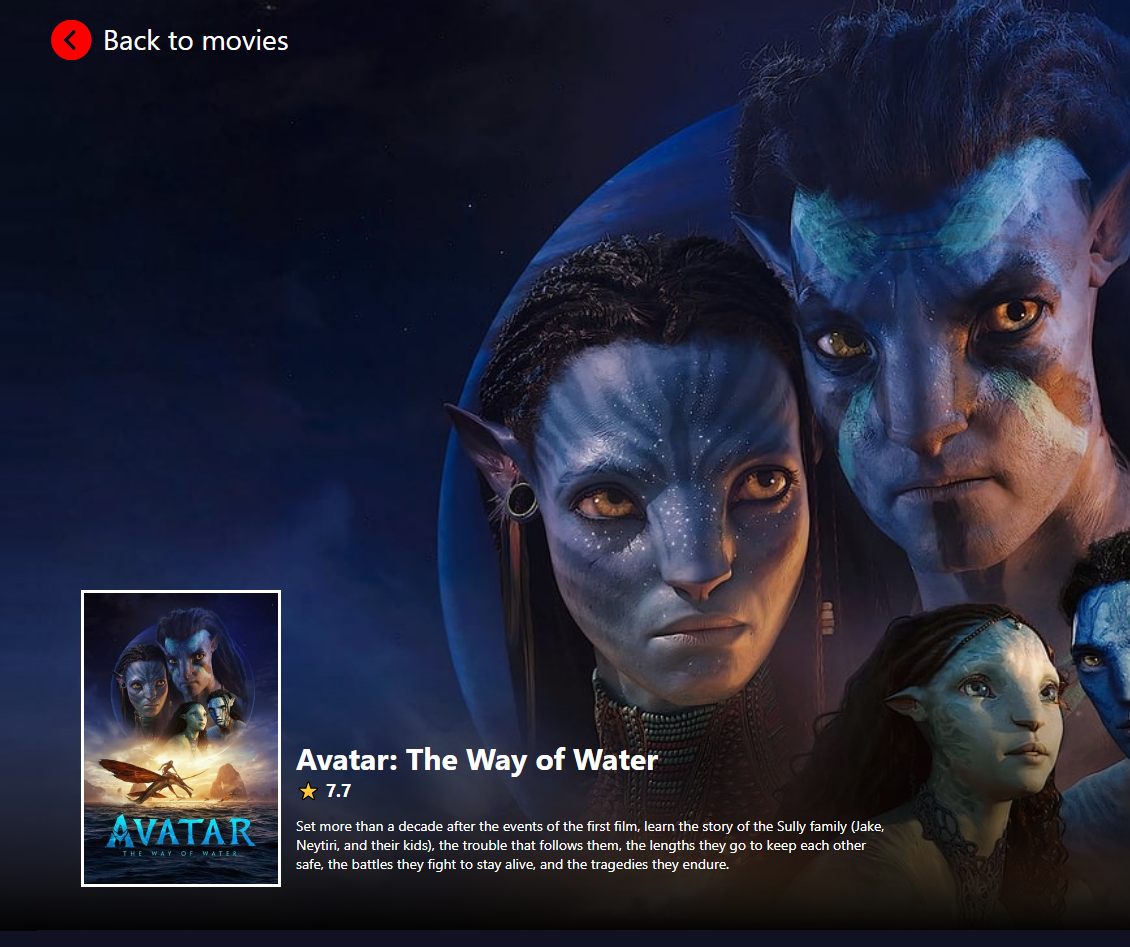 Back to movies
Avatar: The Way of Water
7.7
Set more than a decade after the events of the first film, learn the story of the Sully family (Jake,
Neytiri, and their kids), the trouble that follows them, the lengths they go to keep each other
safe, the battles they fight to stay alive, and the tragedies they endure.
AVATAR
THE WAY OF WATER